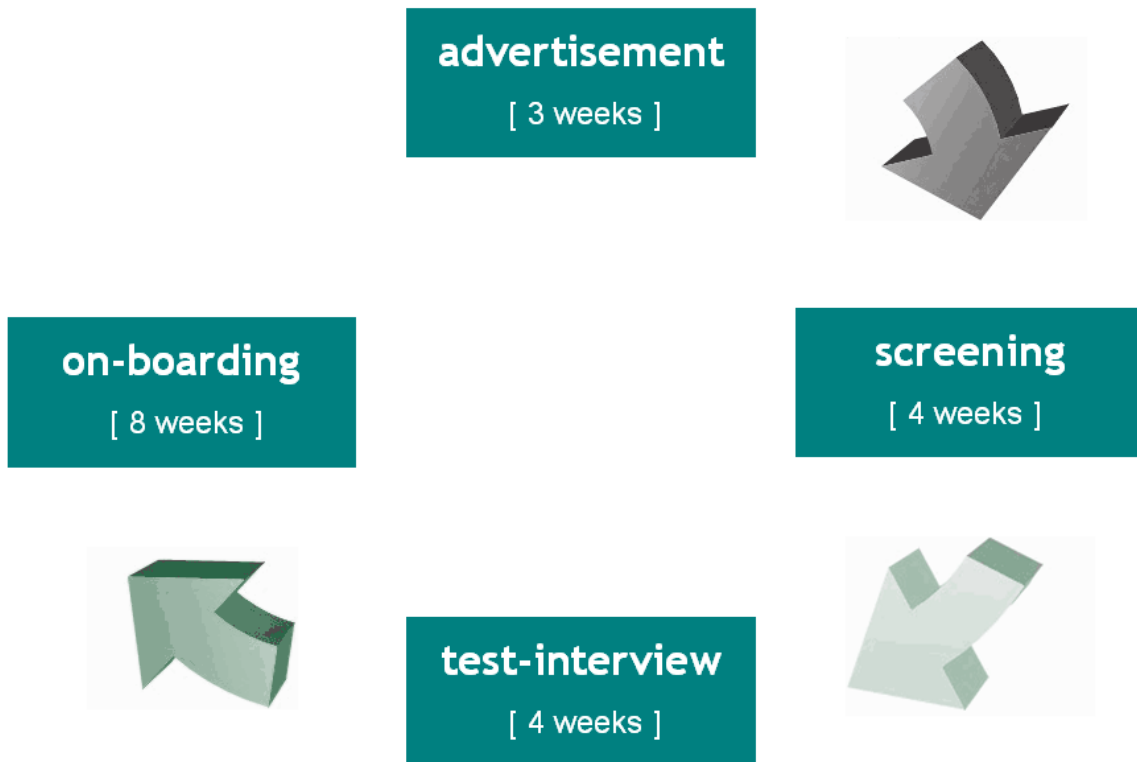 advertisement
[ 3 weeks ]
on-boarding
[ 8 weeks ]
screening
[ 4 weeks ]
test-interview
[ 4 weeks ]